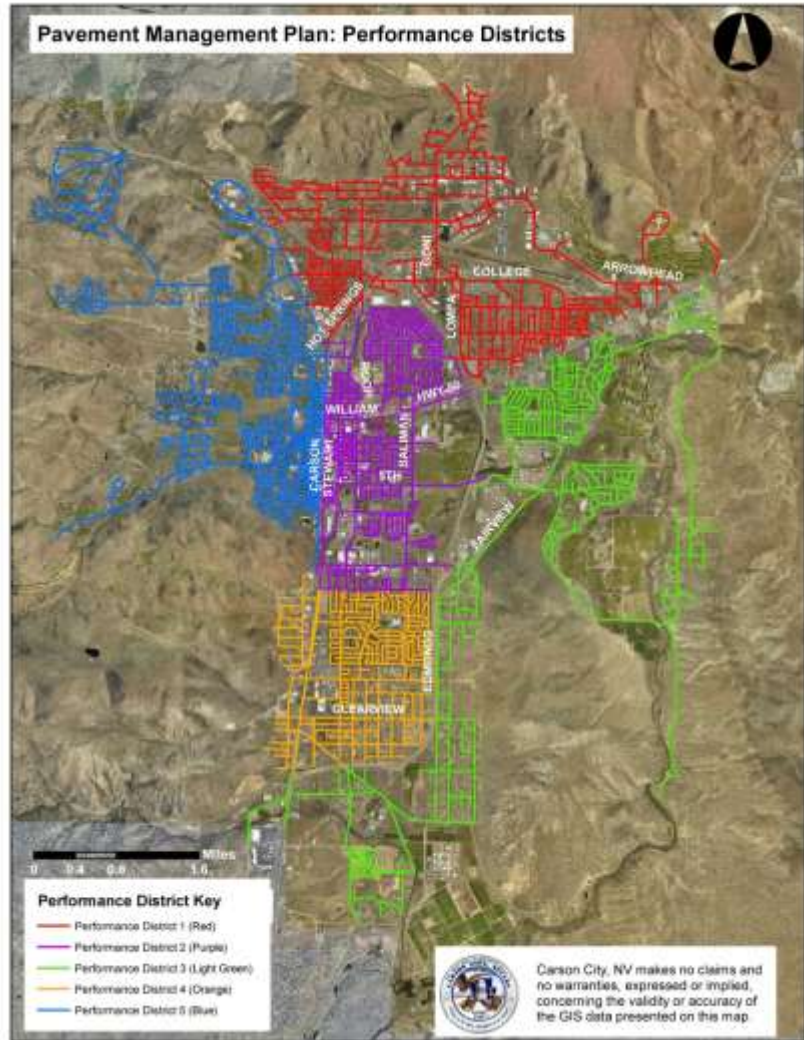 Pavement Management Plan: Performance Districts
GONI
COLLEGE
ARROWHEAD
LOMPA
HOT SPRINGS
ROOP
HWY 50
WILLIAM
SALIMAN
CARSON
STEWART
5TH
FAIRVIEW
EDMONDS
CLEARVIEW
Miles
0 0.4 0.8 1.6
Performance District Key
Performance District 1 (Red)
Performance District 2 (Purple)
Performance District 3 (Light Green)
Performance District 4 (Orange)
Performance District 5 (Blue)
Carson City, NV makes no claims and
no warranties, expressed or implied,
concerning the validity or accuracy of
the GIS data presented on this map.